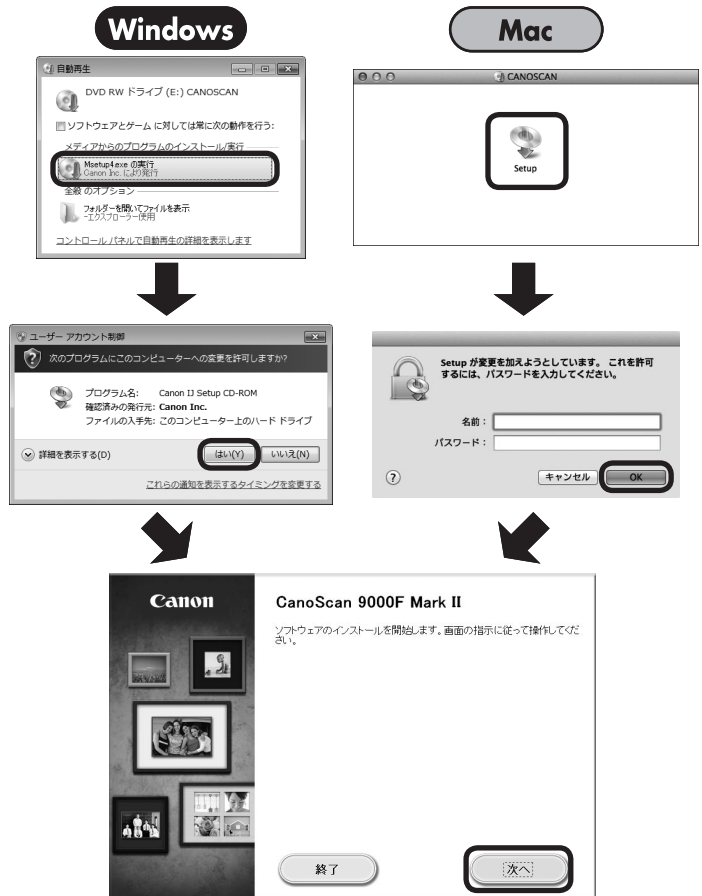 Windows
自動再生
DVD RW ドライブ (E:) CANOSCAN
ソフトウェアとゲーム に対しては常に次の動作を行う:
メディアからのプログラムのインストール/実行
Msetup4.exe の実行
Canon Inc. により発行
全般 のオプション
フォルダーを開いてファイルを表示
-エクスプローラー使用
コントロール パネルで自動再生の詳細を表示します
Mac
CANOSCAN
Setup
ユーザー アカウント制御
次のプログラムにこのコンピューターへの変更を許可しますか?
プログラム名: Canon IJ Setup CD-ROM
確認済みの発行元: Canon Inc.
ファイルの入手先: このコンピューター上のハード ドライブ
詳細を表示する(D)
はい(Y)
いいえ(N)
これらの通知を表示するタイミングを変更する
Setup が変更を加えようとしています。 これを許可
するには、パスワードを入力してください。
名前:
パスワード:
?
キャンセル
OK
Canon
CanoScan 9000F Mark II
ソフトウェアのインストールを開始します。画面の指示に従って操作してくだ
さい。
終了
次へ